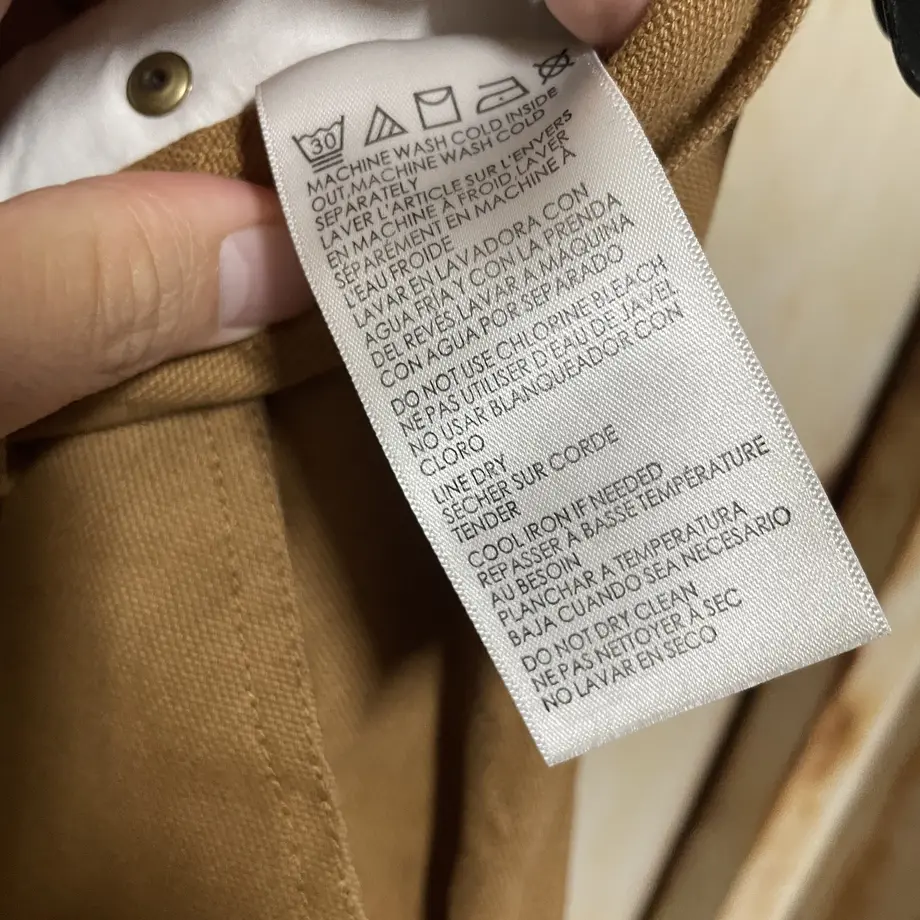 30
MACHINE WASH COLD INSIDE
OUT, MACHINE WASH COLD
SEPARATELY
LAVER L'ARTICLE SUR L'ENVERS
EN MACHINE À FROID, LAVER
SÉPARÉMENT EN MACHINE À
L'EAU FROIDE
LAVAR EN LAVADORA CON
AGUA FRÍA Y CON LA PRENDA
DEL REVÉS LAVAR A MAQUINA
CON AGUA POR SEPARADO
DO NOT USE CHLORINE BLEACH
NE PAS UTILISER D'EAU DE JAVEL
NO USAR BLANQUEADOR CON
CLORO
LINE DRY
SÉCHER SUR CORDE
TENDER
COOL IRON IF NEEDED
REPASSER À BASSE TEMPÉRATURE
AU BESOIN
PLANCHAR A TEMPERATURA
BAJA CUANDO SEA NECESARIO
DO NOT DRY CLEAN
NE PAS NETTOYER À SEC
NO LAVAR EN SECO